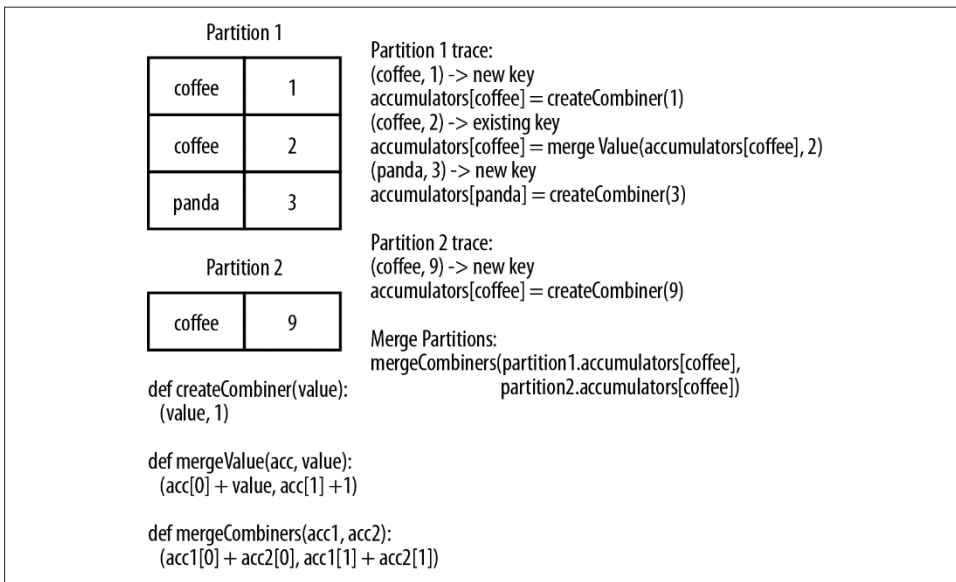 Partition 1
coffee 1
coffee 2
panda 3
Partition 2
coffee 9
def createCombiner(value):
(value, 1)
def mergeValue(acc, value):
(acc[0] + value, acc[1] +1)
def mergeCombiners(acc1, acc2):
(acc1[0] + acc2[0], acc1[1] + acc2[1])
Partition 1 trace:
(coffee, 1) -> new key
accumulators[coffee] = createCombiner(1)
(coffee, 2) -> existing key
accumulators[coffee] = merge Value(accumulators[coffee], 2)
(panda, 3) -> new key
accumulators[panda] = createCombiner(3)
Partition 2 trace:
(coffee, 9) -> new key
accumulators[coffee] = createCombiner(9)
Merge Partitions:
mergeCombiners(partition1.accumulators[coffee],
partition2.accumulators[coffee])